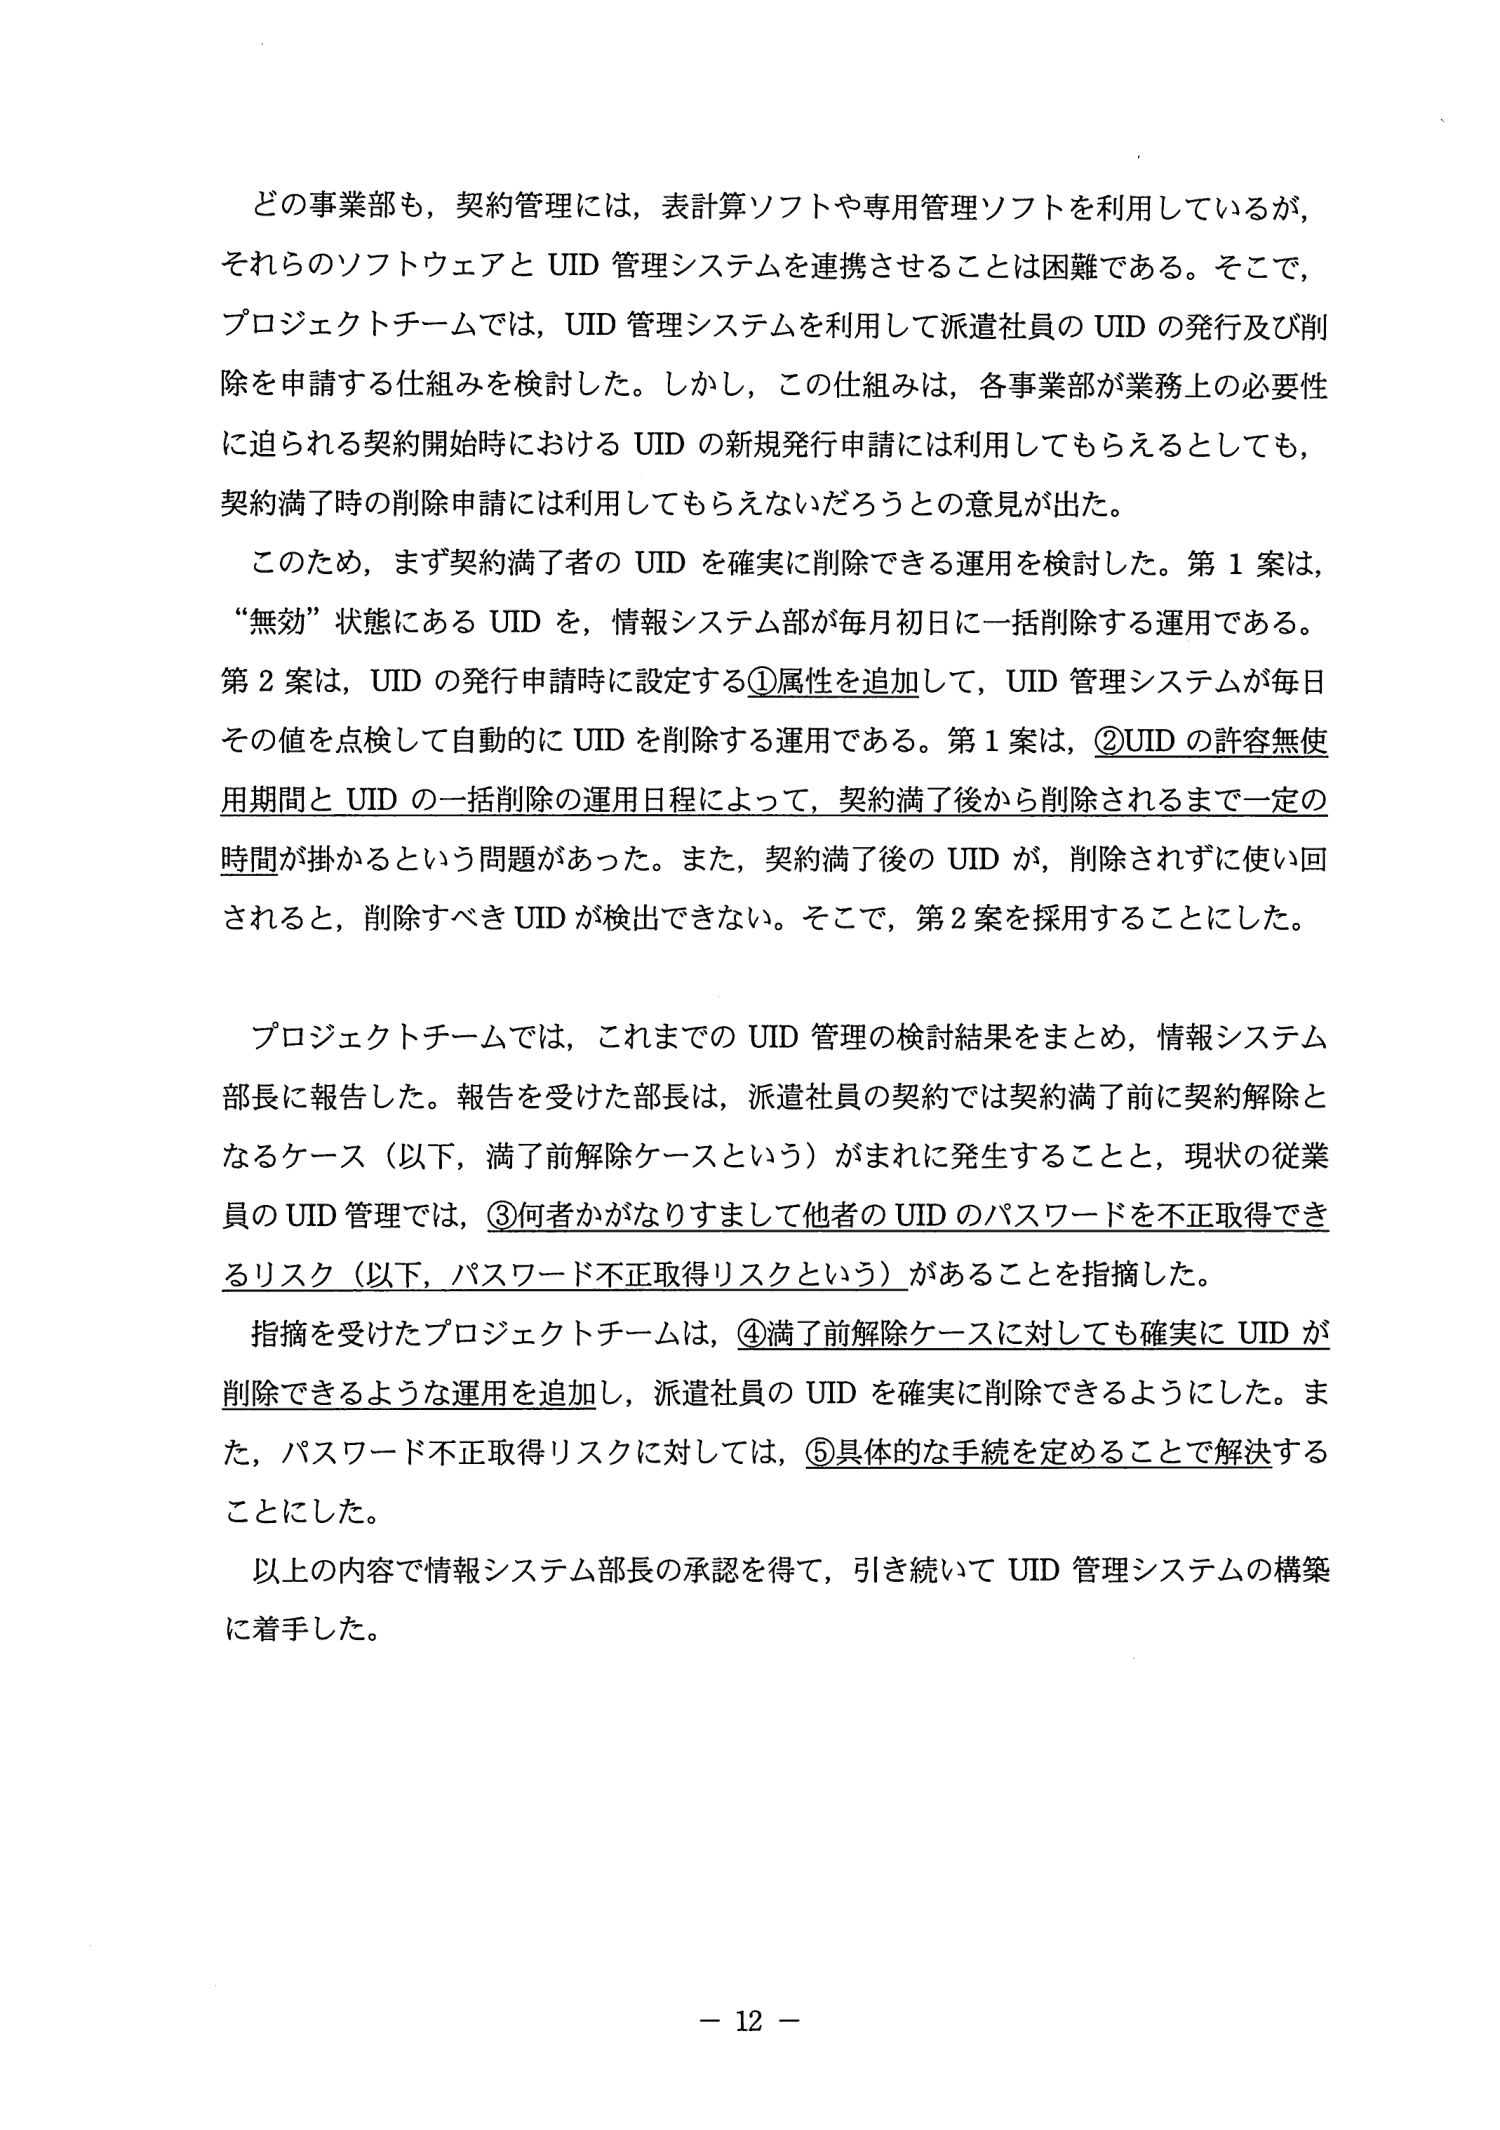 どの事業部も，契約管理には，表計算ソフトや専用管理ソフトを利用しているが，
それらのソフトウェアと UID 管理システムを連携させることは困難である。そこで，
プロジェクトチームでは，UID 管理システムを利用して派遣社員の UID の発行及び削
除を申請する仕組みを検討した。しかし，この仕組みは，各事業部が業務上の必要性
に迫られる契約開始時における UID の新規発行申請には利用してもらえるとしても，
契約満了時の削除申請には利用してもらえないだろうとの意見が出た。
このため，まず契約満了者の UID を確実に削除できる運用を検討した。第 1 案は，
“無効” 状態にある UID を，情報システム部が毎月初日に一括削除する運用である。
第 2 案は，UID の発行申請時に設定する①属性を追加して，UID 管理システムが毎日
その値を点検して自動的に UID を削除する運用である。第 1 案は，②UID の許容無使
用期間と UID の一括削除の運用日程によって，契約満了後から削除されるまで一定の
時間が掛かるという問題があった。また，契約満了後の UID が，削除されずに使い回
されると，削除すべき UID が検出できない。そこで，第 2 案を採用することにした。
プロジェクトチームでは，これまでの UID 管理の検討結果をまとめ，情報システム
部長に報告した。報告を受けた部長は，派遣社員の契約では契約満了前に契約解除と
なるケース（以下，満了前解除ケースという）がまれに発生することと，現状の従業
員の UID 管理では，③何者かがなりすまして他者の UID のパスワードを不正取得でき
るリスク（以下，パスワード不正取得リスクという）があることを指摘した。
指摘を受けたプロジェクトチームは，④満了前解除ケースに対しても確実に UID が
削除できるような運用を追加し，派遣社員の UID を確実に削除できるようにした。ま
た，パスワード不正取得リスクに対しては，⑤具体的な手続を定めることで解決する
ことにした。
以上の内容で情報システム部長の承認を得て，引き続いて UID 管理システムの構築
に着手した。
－ 12 －